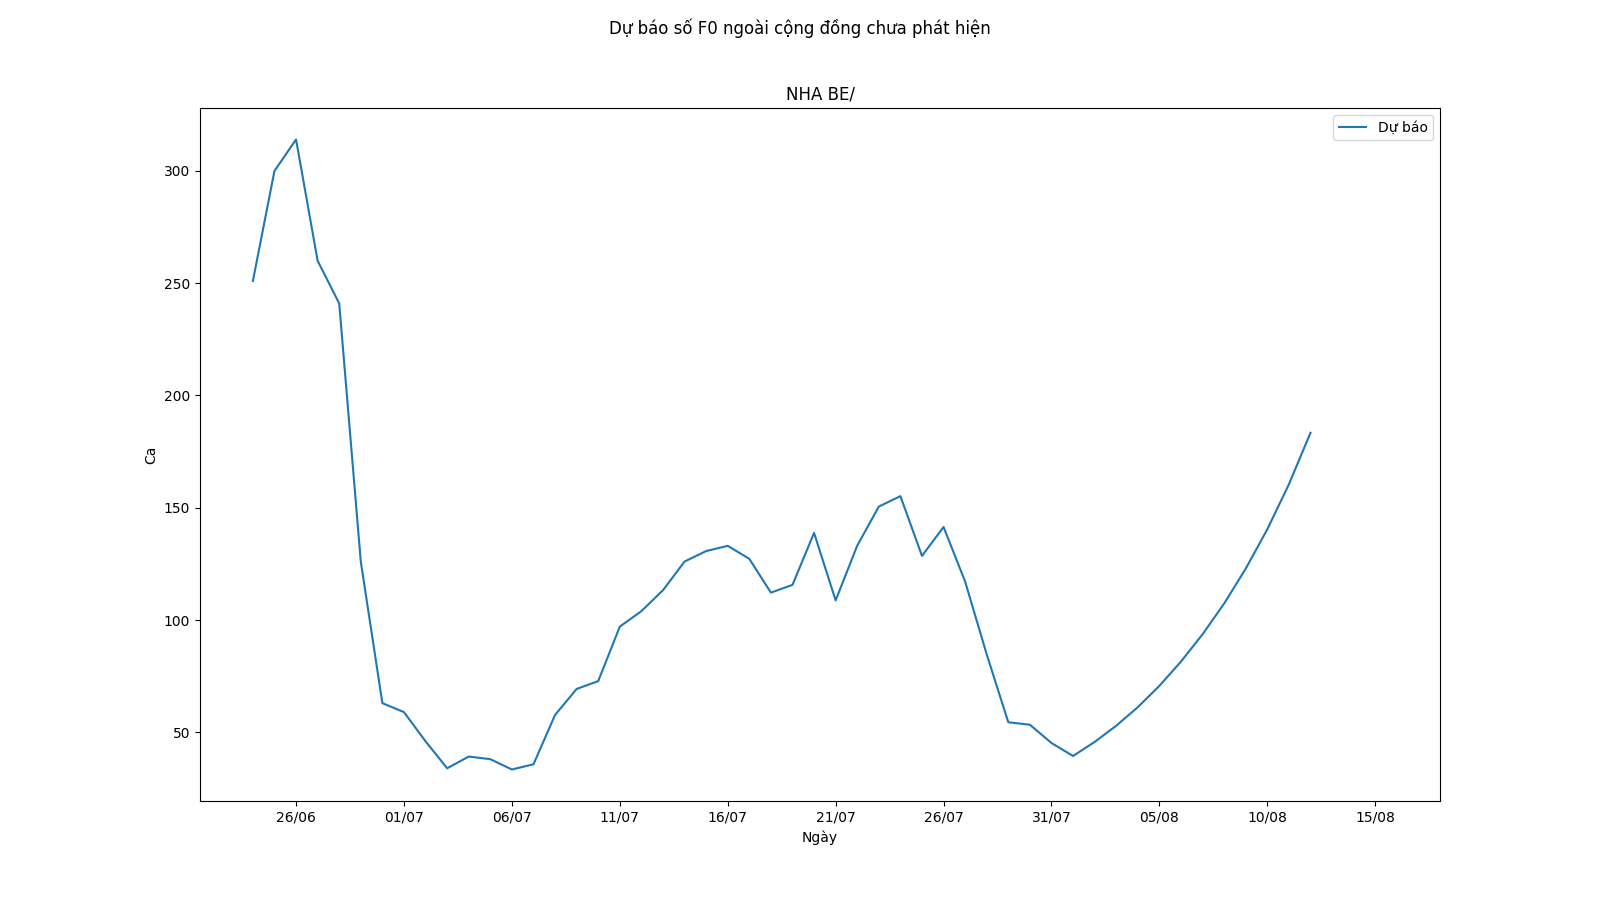 Dự báo số F0 ngoài cộng đồng chưa phát hiện
NHA BE/
Dự báo
300
250
200
150
100
50
Ca
26/06 01/07 06/07 11/07 16/07 21/07 26/07 31/07 05/08 10/08 15/08
Ngày